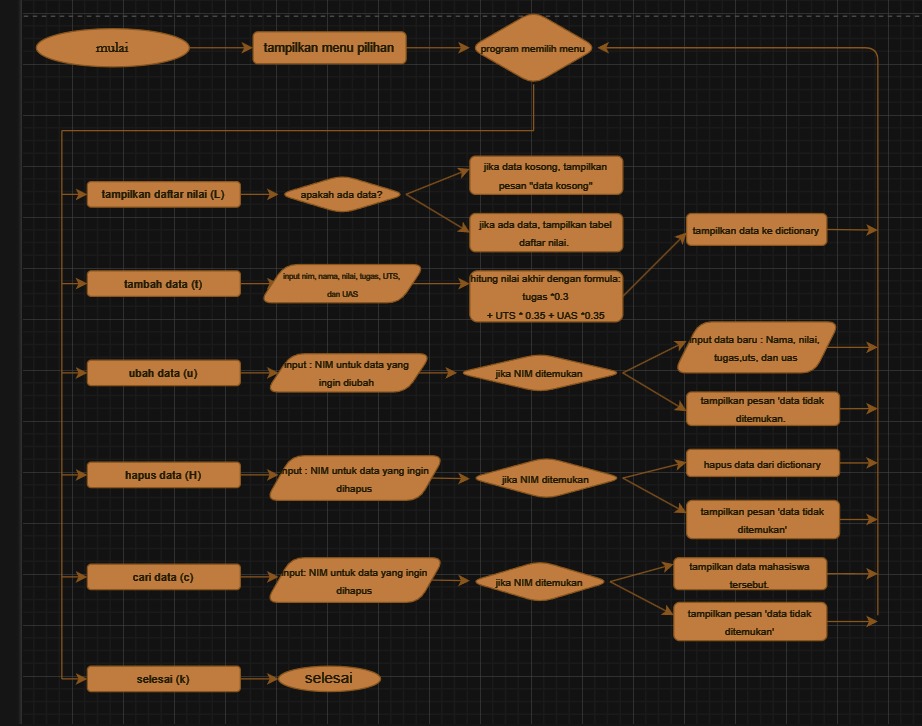 mulai
tampilkan menu pilihan
program memilih menu
tampilkan daftar nilai (L)
apakah ada data?
jika data kosong, tampilkan
pesan "data kosong"
jika ada data, tampilkan tabel
daftar nilai.
tampilkan data ke dictionary
tambah data (t)
input nim, nama, nilai, tugas, UTS,
dan UAS
hitung nilai akhir dengan formula:
tugas *0.3
+ UTS * 0.35 + UAS *0.35
ubah data (u)
input : NIM untuk data yang
ingin diubah
jika NIM ditemukan
input data baru : Nama, nilai,
tugas,uts, dan uas
tampilkan pesan 'data tidak
ditemukan.
hapus data (H)
input : NIM untuk data yang ingin
dihapus
jika NIM ditemukan
hapus data dari dictionary
tampilkan pesan 'data tidak
ditemukan'
cari data (c)
input: NIM untuk data yang ingin
dihapus
jika NIM ditemukan
tampilkan data mahasiswa
tersebut.
tampilkan pesan 'data tidak
ditemukan'
selesai (k)
selesai